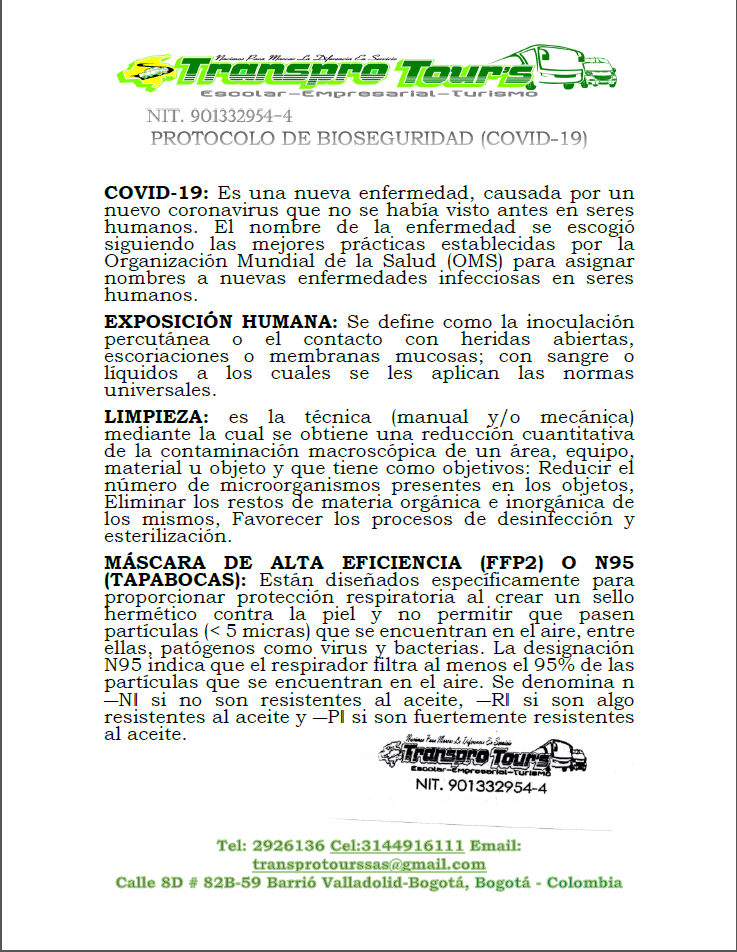 Nacimos Para Marcar La Diferencia En Servicio
Transpro Tour's
Escolar-Empresarial-Turismo
NIT. 901332954-4
PROTOCOLO DE BIOSEGURIDAD (COVID-19)
COVID-19: Es una nueva enfermedad, causada por un
nuevo coronavirus que no se había visto antes en seres
humanos. El nombre de la enfermedad se escogió
siguiendo las mejores prácticas establecidas por la
Organización Mundial de la Salud (OMS) para asignar
nombres a nuevas enfermedades infecciosas en seres
humanos.
EXPOSICIÓN HUMANA: Se define como la inoculación
percutánea o el contacto con heridas abiertas,
escoriaciones o membranas mucosas; con sangre o
líquidos a los cuales se les aplican las normas
universales.
LIMPIEZA: es la técnica (manual y/o mecánica)
mediante la cual se obtiene una reducción cuantitativa
de la contaminación macroscópica de un área, equipo,
material u objeto y que tiene como objetivos: Reducir el
número de microorganismos presentes en los objetos,
Eliminar los restos de materia orgánica e inorgánica de
los mismos, Favorecer los procesos de desinfección y
esterilización.
MÁSCARA DE ALTA EFICIENCIA (FFP2) O N95
(TAPABOCAS): Están diseñados específicamente para
proporcionar protección respiratoria al crear un sello
hermético contra la piel y no permitir que pasen
partículas (< 5 micras) que se encuentran en el aire, entre
ellas, patógenos como virus y bacterias. La designación
N95 indica que el respirador filtra al menos el 95% de las
partículas que se encuentran en el aire. Se denomina n
―N‖ si no son resistentes al aceite, ―R‖ si son algo
resistentes al aceite y ―P‖ si son fuertemente resistentes
al aceite.
Nacimos Para Marcar La Diferencia En Servicio
Transpro Tour's
Escolar-Empresarial-Turismo
NIT. 901332954-4
Tel: 2926136 Cel:3144916111 Email:
transprotourssas@gmail.com
Calle 8D # 82B-59 Barrió Valladolid-Bogotá, Bogotá - Colombia